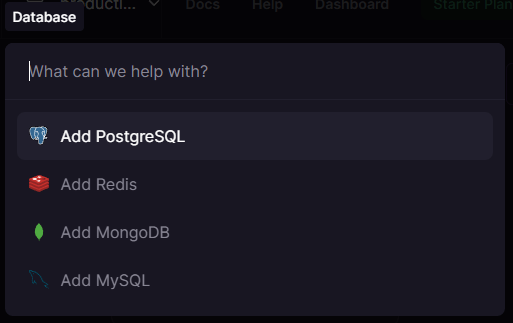 producti...
Docs
Help
Dashboard
Starter Plan
Database
What can we help with?
Add PostgreSQL
Add Redis
Add MongoDB
Add MySQL